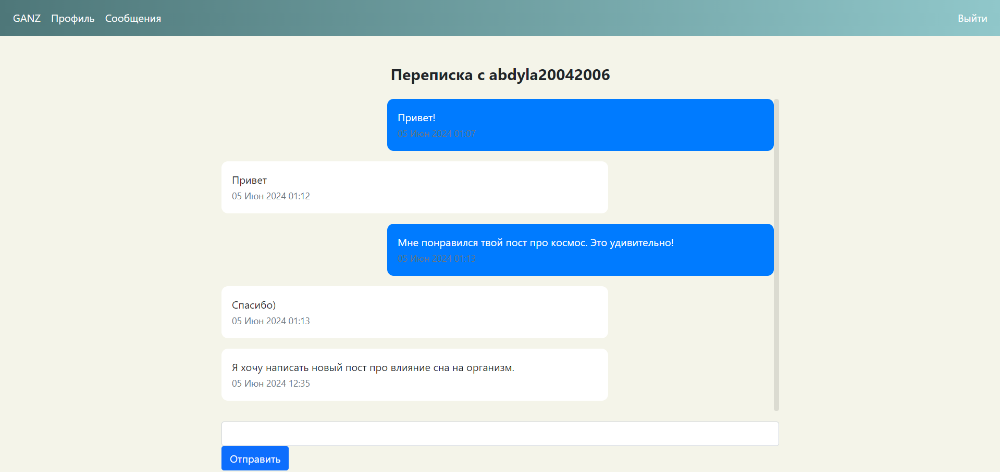 GANZ Профиль Сообщения Выйти
Переписка с abdyla20042006
Привет!
05 Июн 2024 01:07
Привет
05 Июн 2024 01:12
Мне понравился твой пост про космос. Это удивительно!
05 Июн 2024 01:13
Спасибо)
05 Июн 2024 01:13
Я хочу написать новый пост про влияние сна на организм.
05 Июн 2024 12:35
Отправить